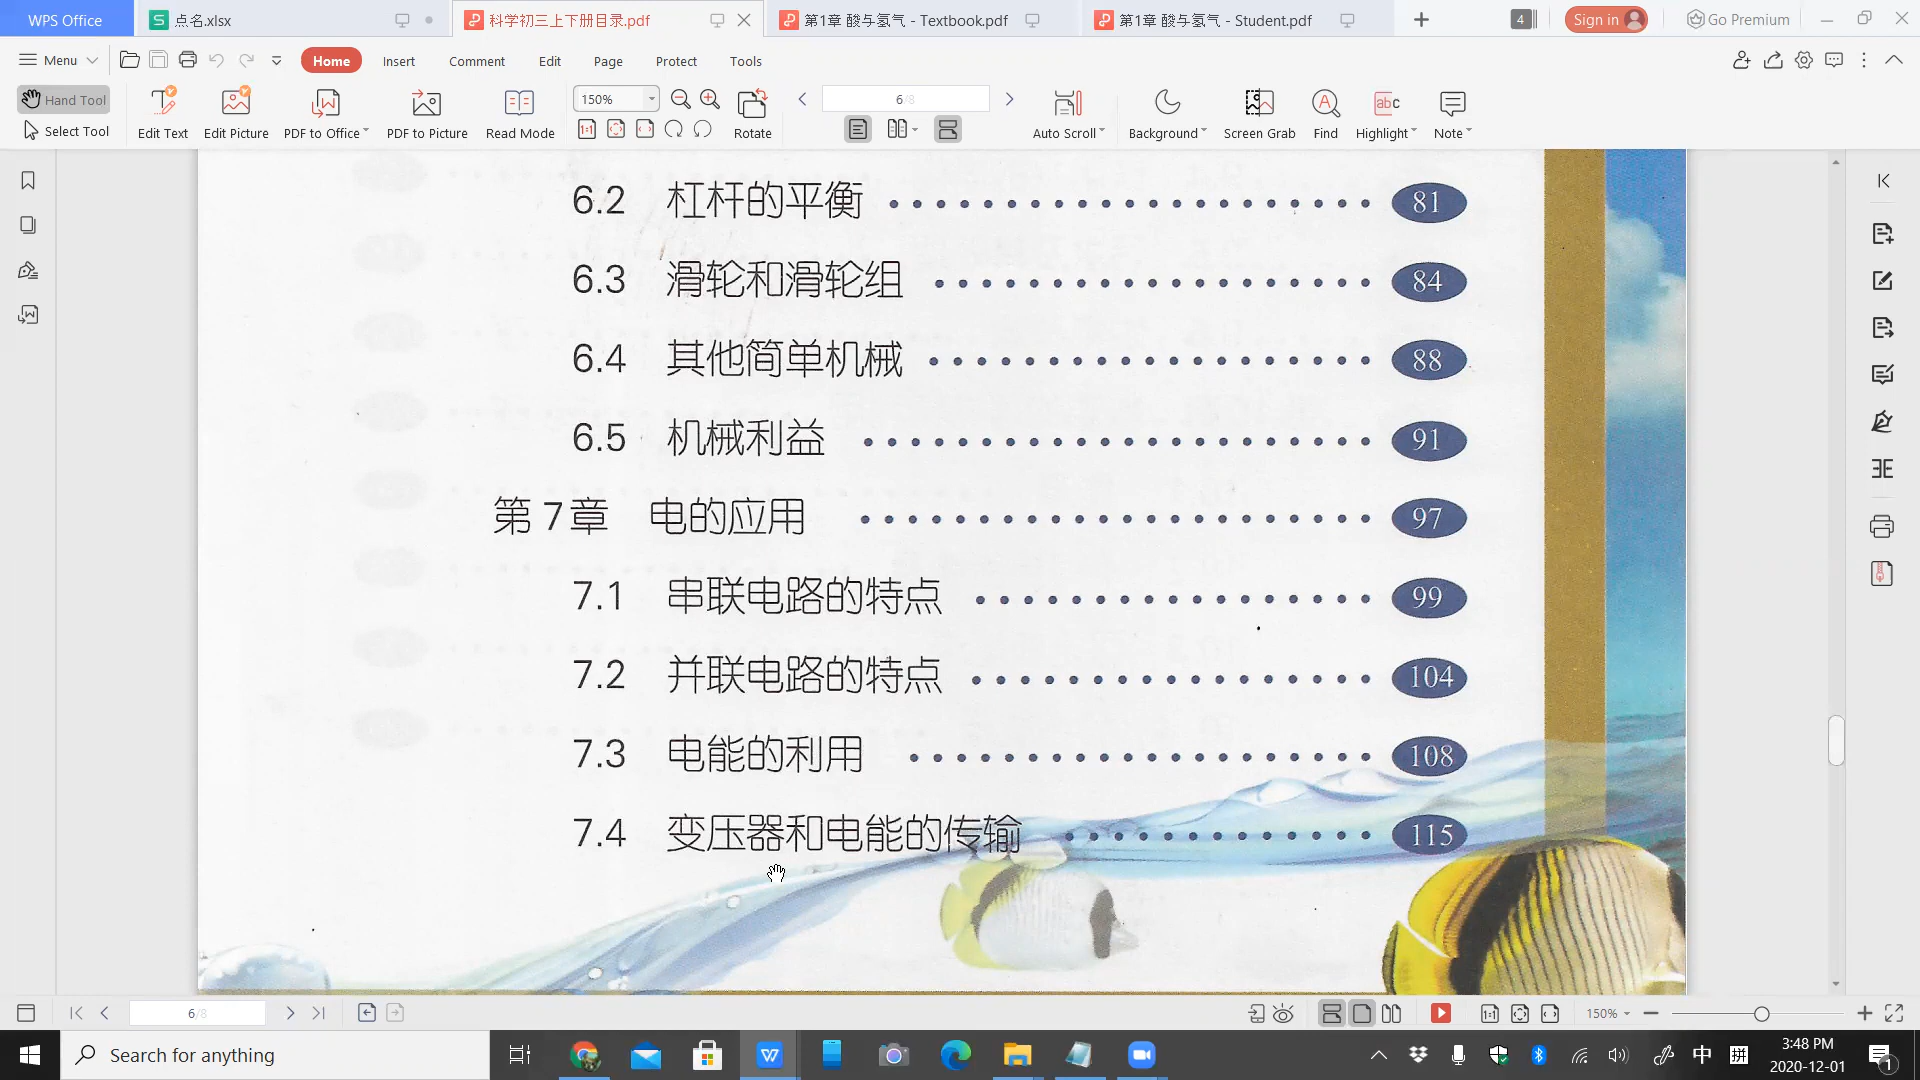 WPS Office
点名.xlsx
科学初三上下册目录.pdf
第1章 酸与氢气 - Textbook.pdf
第1章 酸与氢气 - Student.pdf
4
Sign in
Go Premium
Menu
Home
Insert
Comment
Edit
Page
Protect
Tools
Hand Tool
Select Tool
Edit Text
Edit Picture
PDF to Office
PDF to Picture
Read Mode
150%
6/8
Rotate
Auto Scroll
Background
Screen Grab
Find
Highlight
Note
6.2 杠杆的平衡 81
6.3 滑轮和滑轮组 84
6.4 其他简单机械 88
6.5 机械利益 91
第7章 电的应用 97
7.1 串联电路的特点 99
7.2 并联电路的特点 104
7.3 电能的利用 108
7.4 变压器和电能的传输 115
6/8
150%
Search for anything
中
拼
3:48 PM
2020-12-01
1